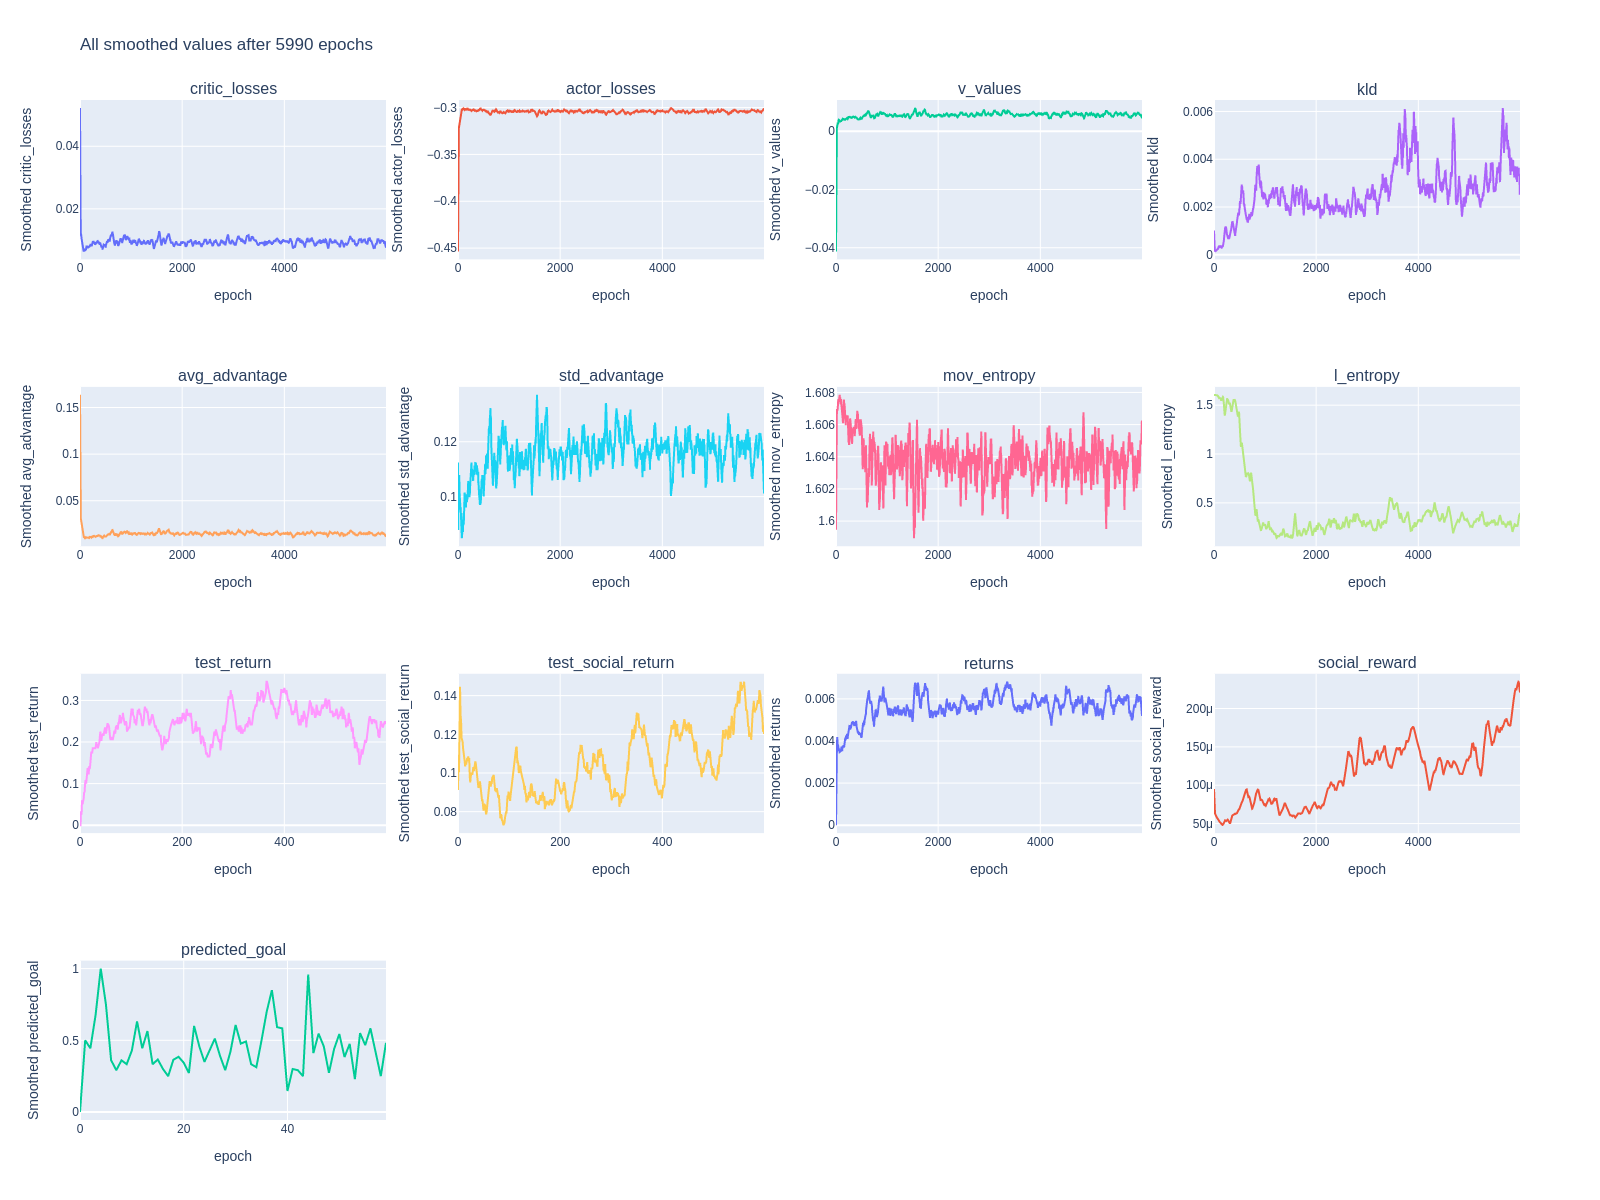 All smoothed values after 5990 epochs
critic_losses
Smoothed critic_losses
0.04
0.02
0
2000
4000
epoch
actor_losses
Smoothed actor_losses
−0.3
−0.35
−0.4
−0.45
0
2000
4000
epoch
v_values
Smoothed v_values
0
−0.02
−0.04
0
2000
4000
epoch
kld
Smoothed kld
0.006
0.004
0.002
0
0
2000
4000
epoch
avg_advantage
Smoothed avg_advantage
0.15
0.1
0.05
0
2000
4000
epoch
std_advantage
Smoothed std_advantage
0.12
0.1
0
2000
4000
epoch
mov_entropy
Smoothed mov_entropy
1.608
1.606
1.604
1.602
1.6
0
2000
4000
epoch
l_entropy
Smoothed l_entropy
1.5
1
0.5
0
2000
4000
epoch
test_return
Smoothed test_return
0.3
0.2
0.1
0
0
200
400
epoch
test_social_return
Smoothed test_social_return
0.14
0.12
0.1
0.08
0
200
400
epoch
returns
Smoothed returns
0.006
0.004
0.002
0
0
2000
4000
epoch
social_reward
Smoothed social_reward
200μ
150μ
100μ
50μ
0
2000
4000
epoch
predicted_goal
Smoothed predicted_goal
1
0.5
0
0
20
40
epoch